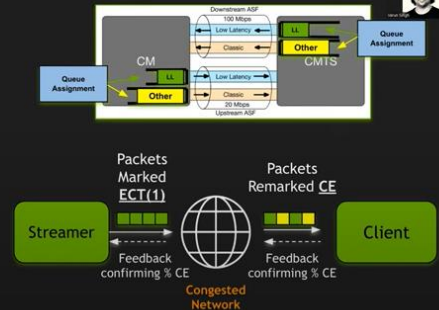 Downstream ASF
100 Mbps
Low Latency
Classic
LL
Other
Queue
Assignment
CM
CMTS
Queue
Assignment
LL
Other
Low Latency
Classic
20 Mbps
Upstream ASF
Packets
Marked
ECT(1)
Packets
Remarked CE
Streamer
Client
Feedback
confirming % CE
Feedback
confirming % CE
Congested
Network